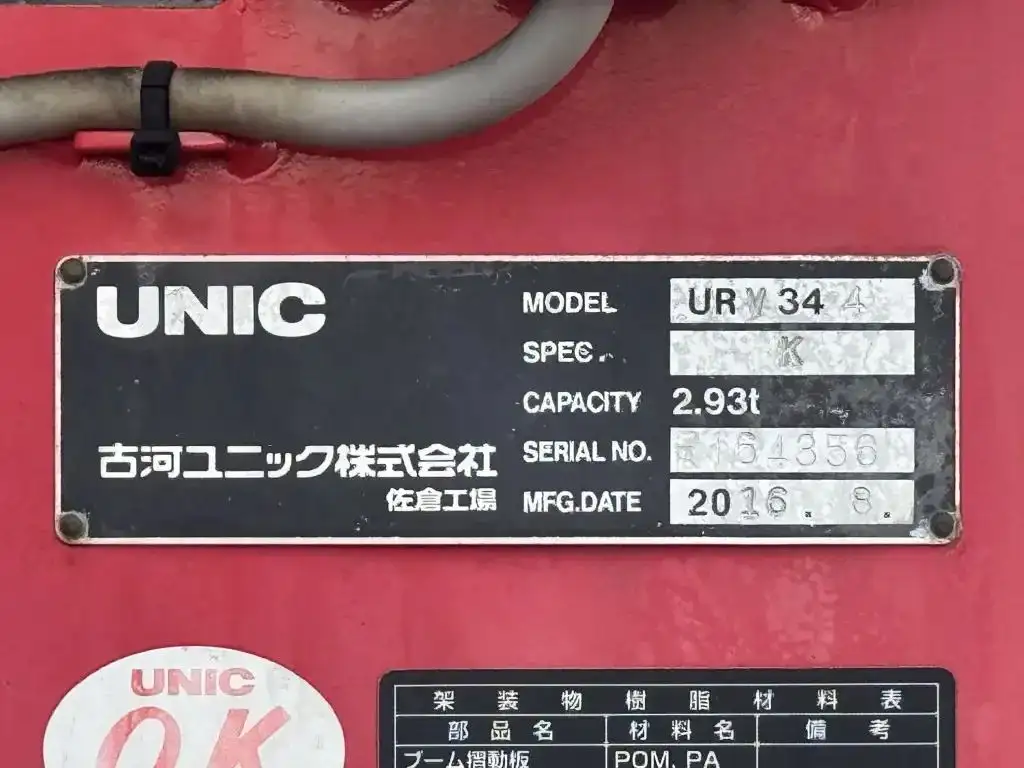 UNIC
MODEL URV344
SPEC. K
CAPACITY 2.93t
古河ユニック株式会社
佐倉工場
SERIAL NO.
MFG.DATE 2016. 8.
UNIC
OK
架装物樹脂材料表
部品名 材料名 備考
ブーム摺動板 POM, PA